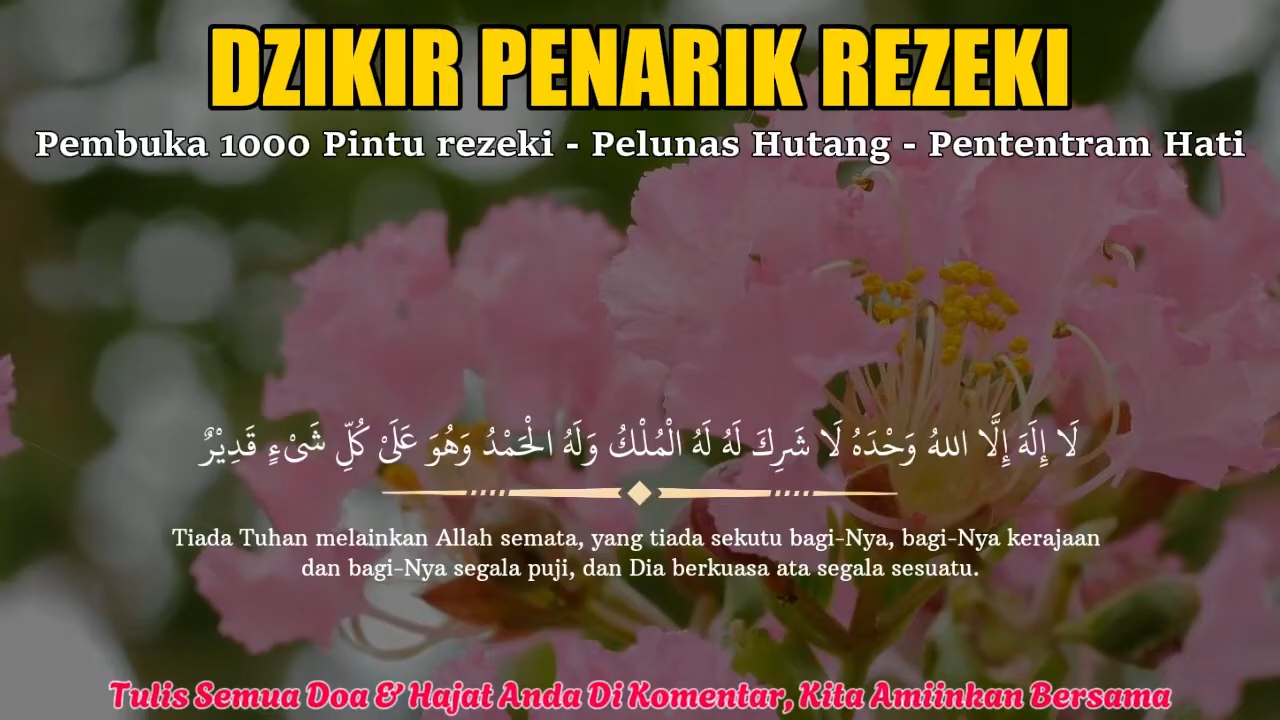 DZIKIR PENARIK REZEKI
Pembuka 1000 Pintu rezeki - Pelunas Hutang - Pententram Hati
لَا إِلَهَ إِلَّا اللهُ وَحْدَهُ لَا شَرِكَ لَهُ لَهُ الْمُلْكُ وَلَهُ الْحَمْدُ وَهُوَ عَلَىْ كُلِّ شَىْءٍ قَدِيْرٌ
Tiada Tuhan melainkan Allah semata, yang tiada sekutu bagi-Nya, bagi-Nya kerajaan
dan bagi-Nya segala puji, dan Dia berkuasa ata segala sesuatu.
Tulis Semua Doa & Hajat Anda Di Komentar, Kita Amiinkan Bersama